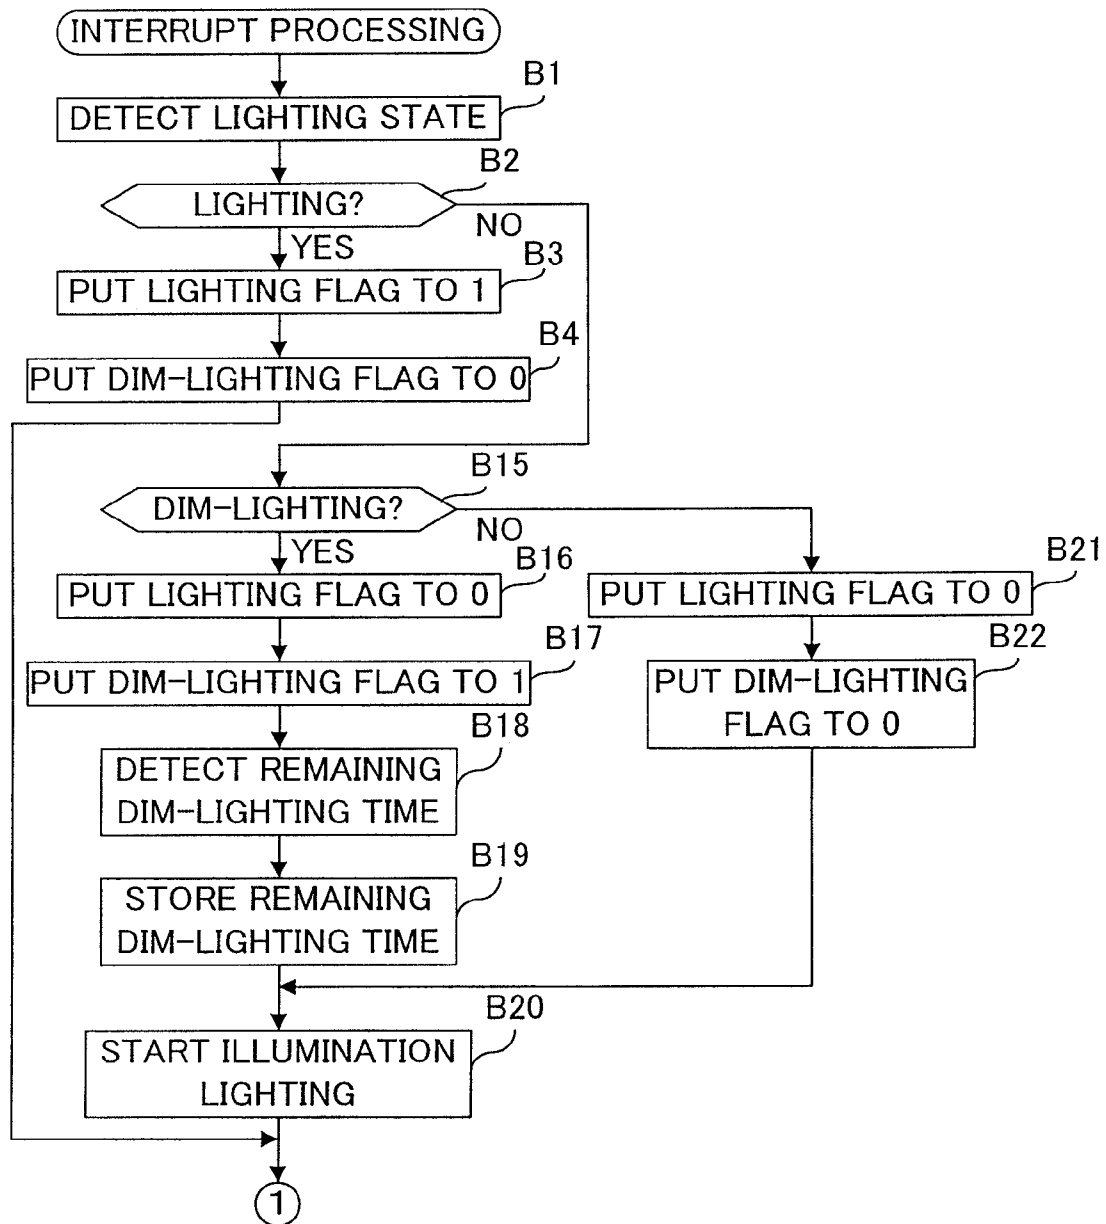 INTERRUPT PROCESSING
B1
DETECT LIGHTING STATE
B2
LIGHTING?
NO
YES
B3
PUT LIGHTING FLAG TO 1
B4
PUT DIM-LIGHTING FLAG TO 0
B15
DIM-LIGHTING?
NO
YES
B16
PUT LIGHTING FLAG TO 0
B21
PUT LIGHTING FLAG TO 0
B17
PUT DIM-LIGHTING FLAG TO 1
B22
PUT DIM-LIGHTING
FLAG TO 0
B18
DETECT REMAINING
DIM-LIGHTING TIME
B19
STORE REMAINING
DIM-LIGHTING TIME
B20
START ILLUMINATION
LIGHTING
1